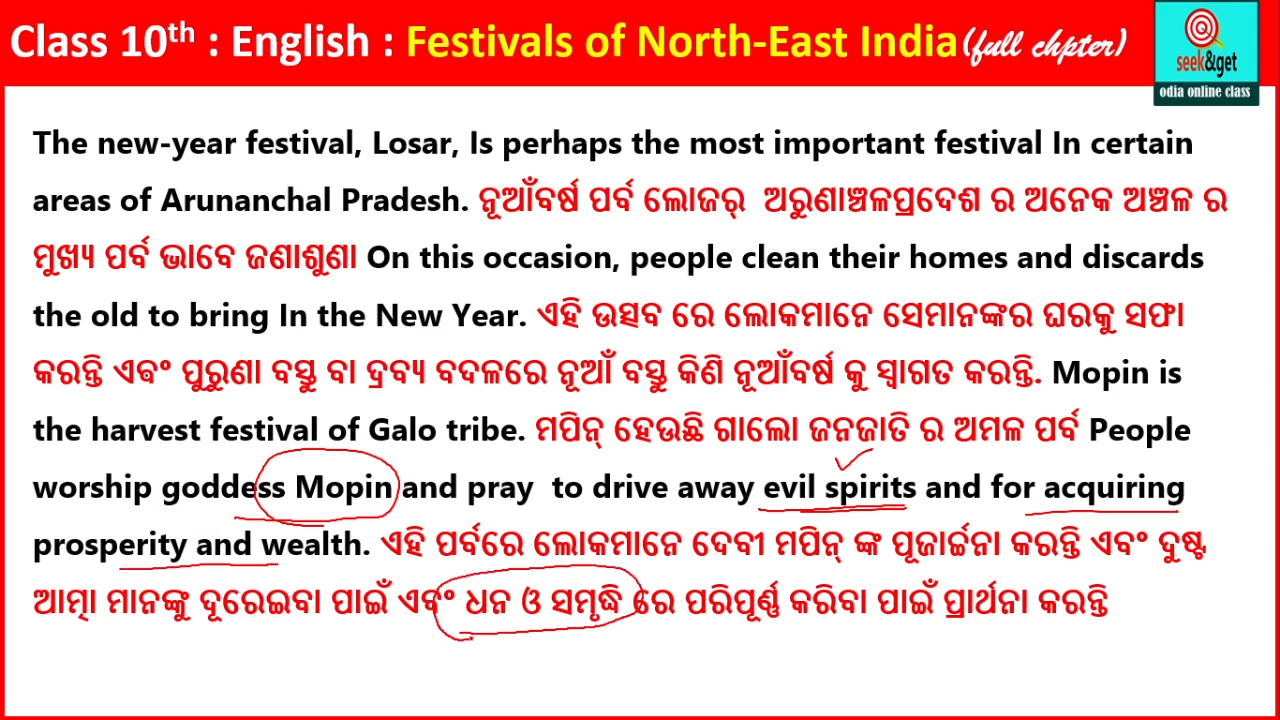 Class 10th : English : Festivals of North-East India (full chpter)
seek&get
odia online class
The new-year festival, Losar, Is perhaps the most important festival In certain
areas of Arunanchal Pradesh. ନୂଆଁବର୍ଷ ପର୍ବ ଲୋଜର୍ ଅରୁଣାଞ୍ଚଳପ୍ରଦେଶ ର ଅନେକ ଅଞ୍ଚଳ ର
ମୁଖ୍ୟ ପର୍ବ ଭାବେ ଜଣାଶୁଣା On this occasion, people clean their homes and discards
the old to bring In the New Year. ଏହି ଉତ୍ସବ ରେ ଲୋକମାନେ ସେମାନଙ୍କର ଘରକୁ ସଫା
କରନ୍ତି ଏବଂ ପୁରୁଣା ବସ୍ତୁ ବା ଦ୍ରବ୍ୟ ବଦଳରେ ନୂଆଁ ବସ୍ତୁ କିଣି ନୂଆଁବର୍ଷ କୁ ସ୍ୱାଗତ କରନ୍ତି. Mopin is
the harvest festival of Galo tribe. ମପିନ୍ ହେଉଛି ଗାଲୋ ଜନଜାତି ର ଅମଳ ପର୍ବ People
worship goddess Mopin and pray to drive away evil spirits and for acquiring
prosperity and wealth. ଏହି ପର୍ବରେ ଲୋକମାନେ ଦେବୀ ମପିନ୍ ଙ୍କ ପୂଜାର୍ଚ୍ଚନା କରନ୍ତି ଏବଂ ଦୁଷ୍ଟ
ଆତ୍ମା ମାନଙ୍କୁ ଦୂରେଇବା ପାଇଁ ଏବଂ ଧନ ଓ ସମୃଦ୍ଧି ରେ ପରିପୂର୍ଣ୍ଣ କରିବା ପାଇଁ ପ୍ରାର୍ଥନା କରନ୍ତି